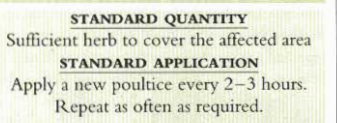 STANDARD QUANTITY
Sufficient herb to cover the affected area
STANDARD APPLICATION
Apply a new poultice every 2–3 hours.
Repeat as often as required.